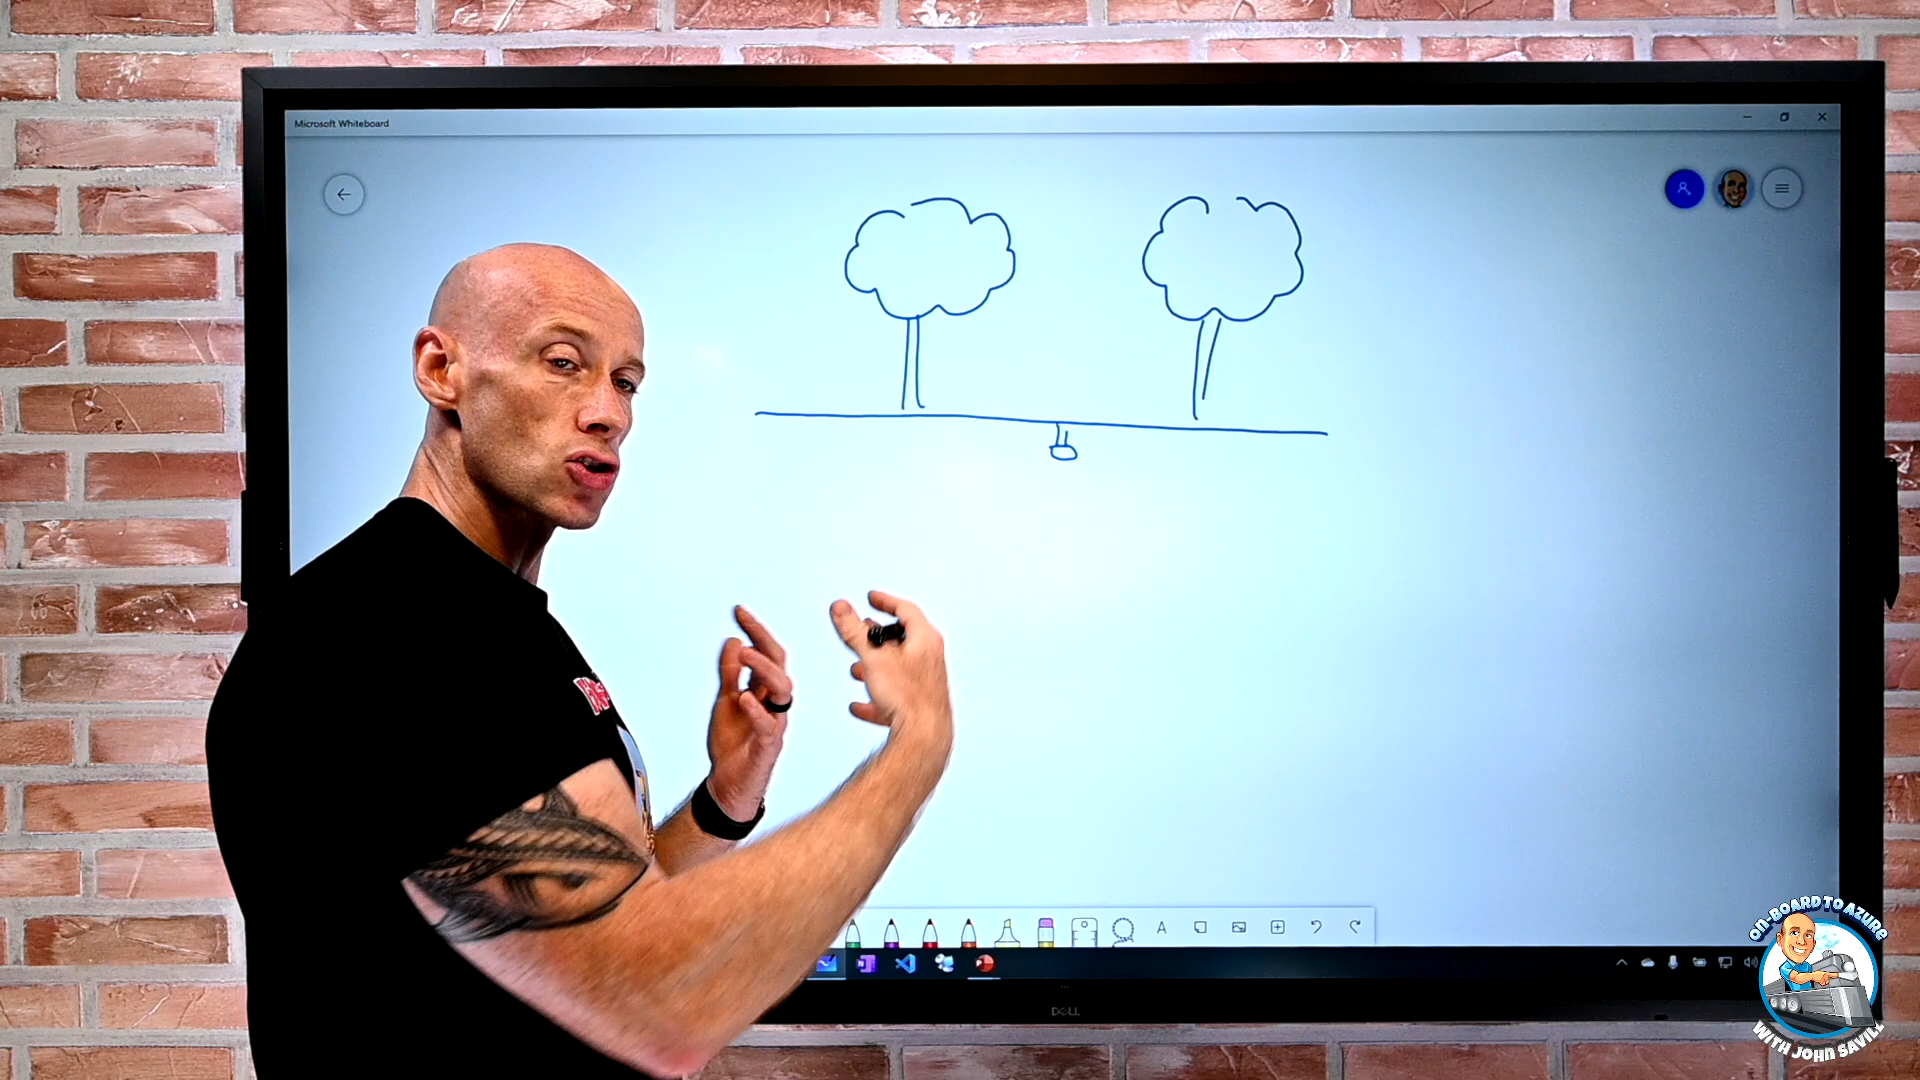 Microsoft Whiteboard
A
DELL
ON-BOARD TO AZURE
WITH JOHN SAVILL